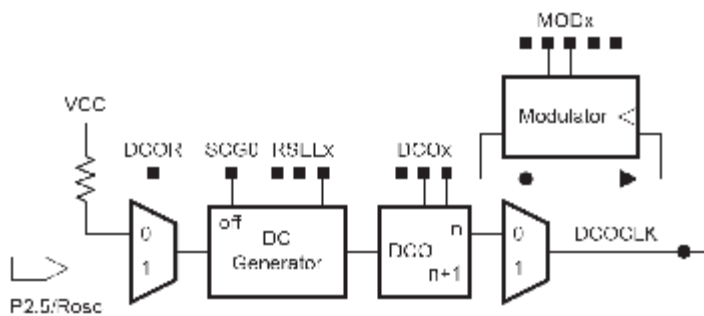 MODx
VCC
Modulator
DCOR
SCG0
RSELx
DCOx
off
DC
Generator
0
1
n
DCO
n+1
0
1
DCOCLK
P2.5/Rosc